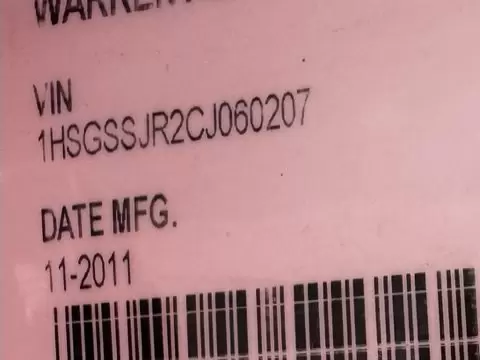 VIN
1HSGSSJR2CJ060207
DATE MFG.
11-2011